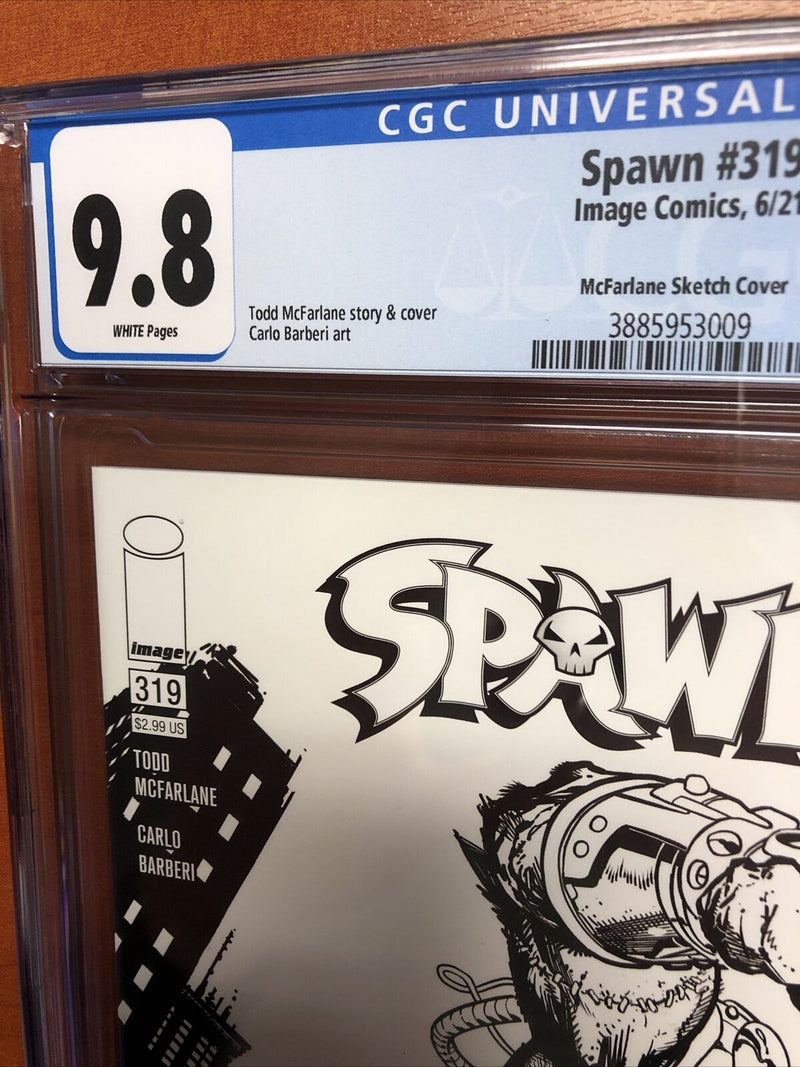 CGC UNIVERSAL
9.8
WHITE Pages
Spawn #319
Image Comics, 6/21
McFarlane Sketch Cover
Todd McFarlane story & cover
Carlo Barberi art
3885953009
SPAWN
image
319
$2.99 US
TODD
MCFARLANE
CARLO
BARBERI